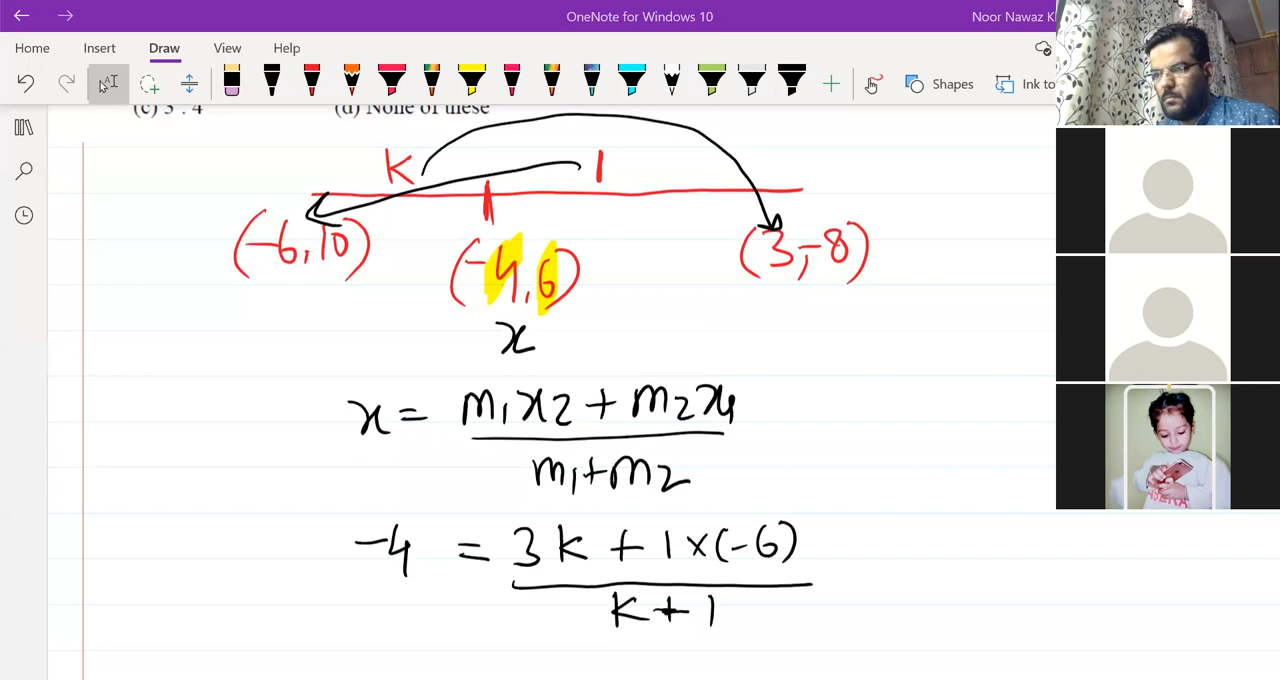 OneNote for Windows 10
Noor Nawaz K
Home Insert Draw View Help
Shapes
Ink to
(c) 3 : 4 (d) None of these
K 1
(-6,10) (-4,6) (3,-8)
x
x = m₁x₂ + m₂x₁
m₁+m₂
-4 = 3k + 1×(-6)
k + 1